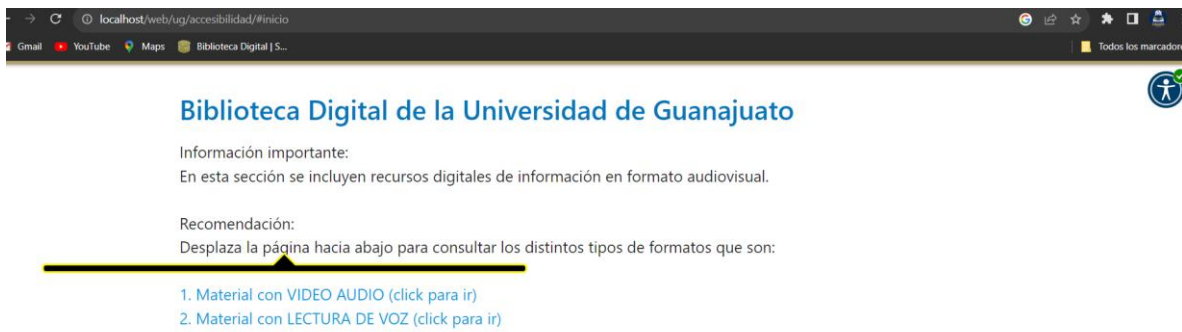 localhost/web/ug/accesibilidad/#inicio
Gmail YouTube Maps Biblioteca Digital | S... Todos los marcadore
Biblioteca Digital de la Universidad de Guanajuato
Información importante:
En esta sección se incluyen recursos digitales de información en formato audiovisual.
Recomendación:
Desplaza la página hacia abajo para consultar los distintos tipos de formatos que son:
1. Material con VIDEO AUDIO (click para ir)
2. Material con LECTURA DE VOZ (click para ir)